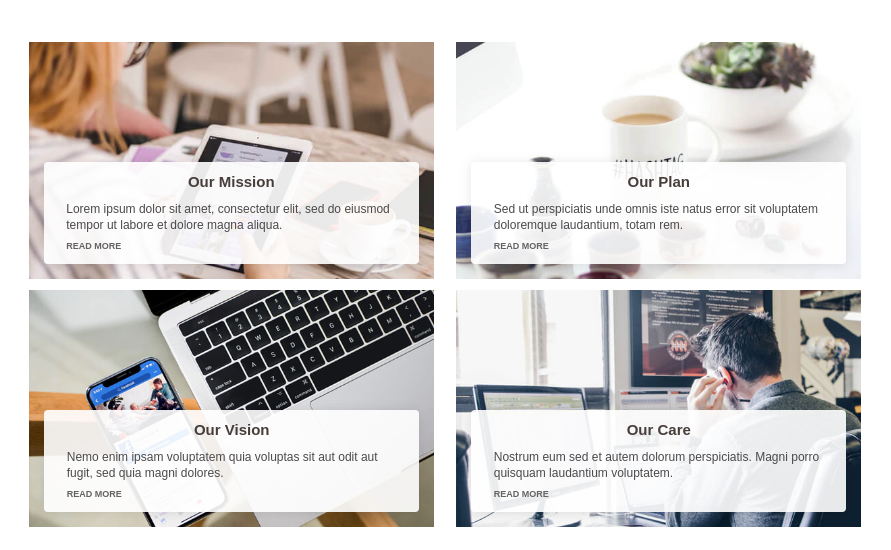 #HASHTAG
Our Mission
Lorem ipsum dolor sit amet, consectetur elit, sed do eiusmod
tempor ut labore et dolore magna aliqua.
READ MORE
Our Plan
Sed ut perspiciatis unde omnis iste natus error sit voluptatem
doloremque laudantium, totam rem.
READ MORE
Our Vision
Nemo enim ipsam voluptatem quia voluptas sit aut odit aut
fugit, sed quia magni dolores.
READ MORE
Our Care
Nostrum eum sed et autem dolorum perspiciatis. Magni porro
quisquam laudantium voluptatem.
READ MORE